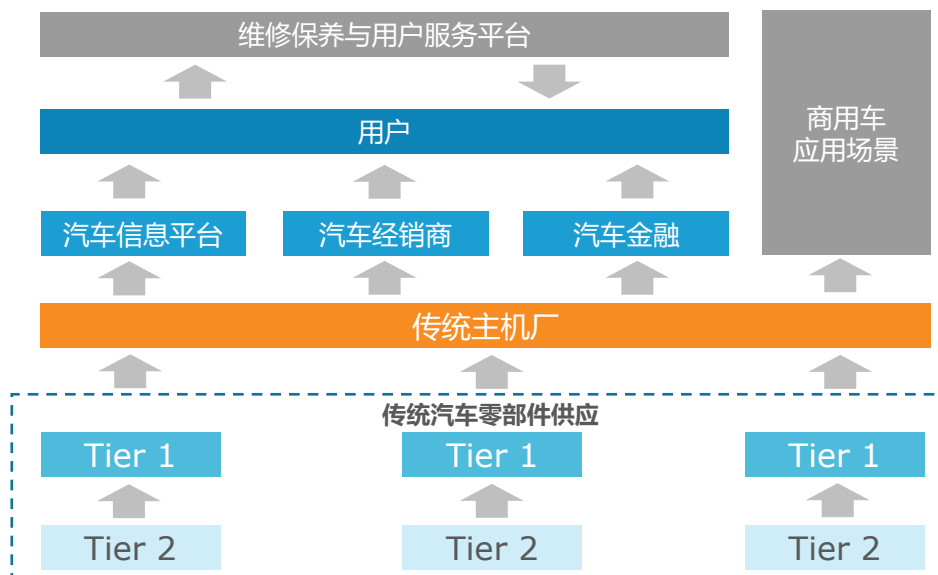 维修保养与用户服务平台
用户
商用车
应用场景
汽车信息平台
汽车经销商
汽车金融
传统主机厂
传统汽车零部件供应
Tier 1
Tier 1
Tier 1
Tier 2
Tier 2
Tier 2